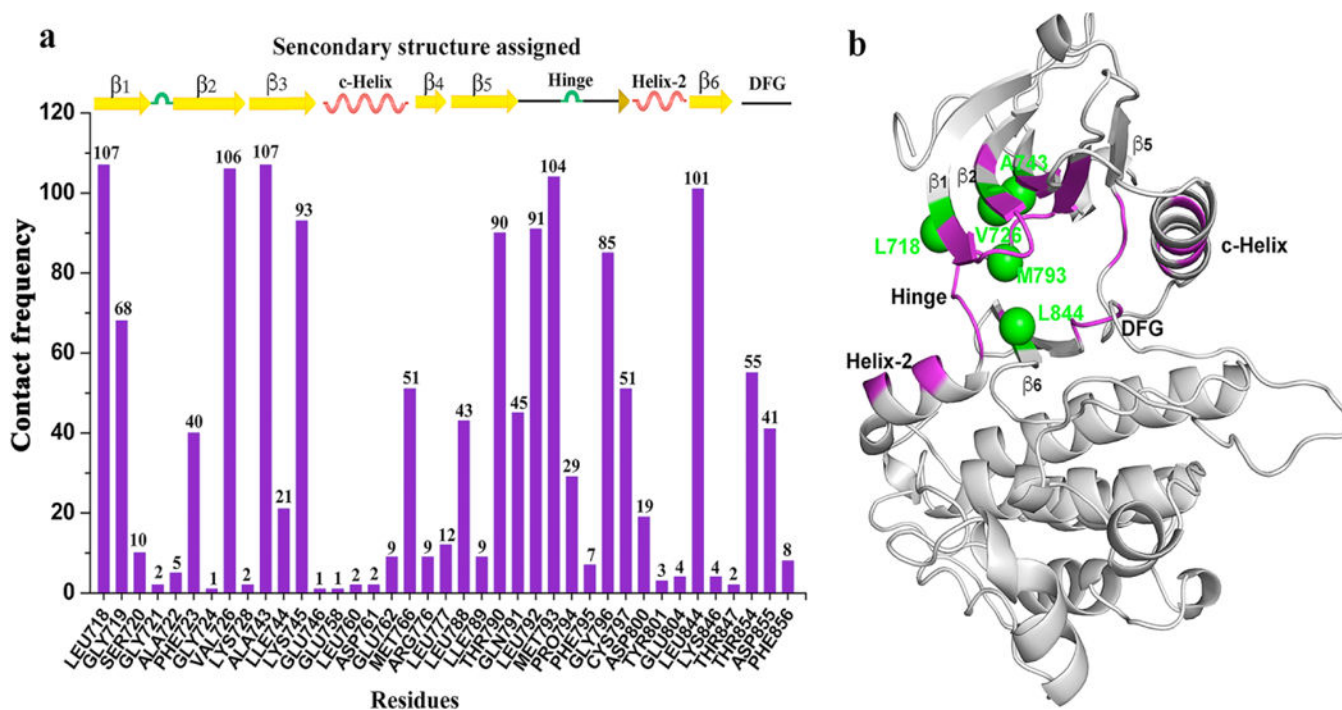 a
Sencondary structure assigned
β1 β2 β3 c-Helix β4 β5 Hinge Helix-2 β6 DFG
Contact frequency
120
100
80
60
40
20
0
107 68 10 2 5 40 1 106 2 107 21 93 1 1 2 2 9 51 9 12 43 9 90 45 91 104 29 7 85 51 19 3 4 101 4 2 55 41 8
LEU718 GLY719 SER720 GLY721 ALA722 PHE723 GLY724 VAL726 LYS728 ALA743 ILE744 LYS745 GLU746 GLU758 LEU760 ASP761 GLU762 MET766 ARG776 LEU777 LEU788 ILE789 THR790 GLN791 LEU792 MET793 PRO794 PHE795 GLY796 CYS797 ASP800 TYR801 GLU804 LEU844 LYS846 THR847 THR854 ASP855 PHE856
Residues
b
β5
A743
β1
β2
V726
L718
c-Helix
M793
Hinge
L844
DFG
Helix-2
β6